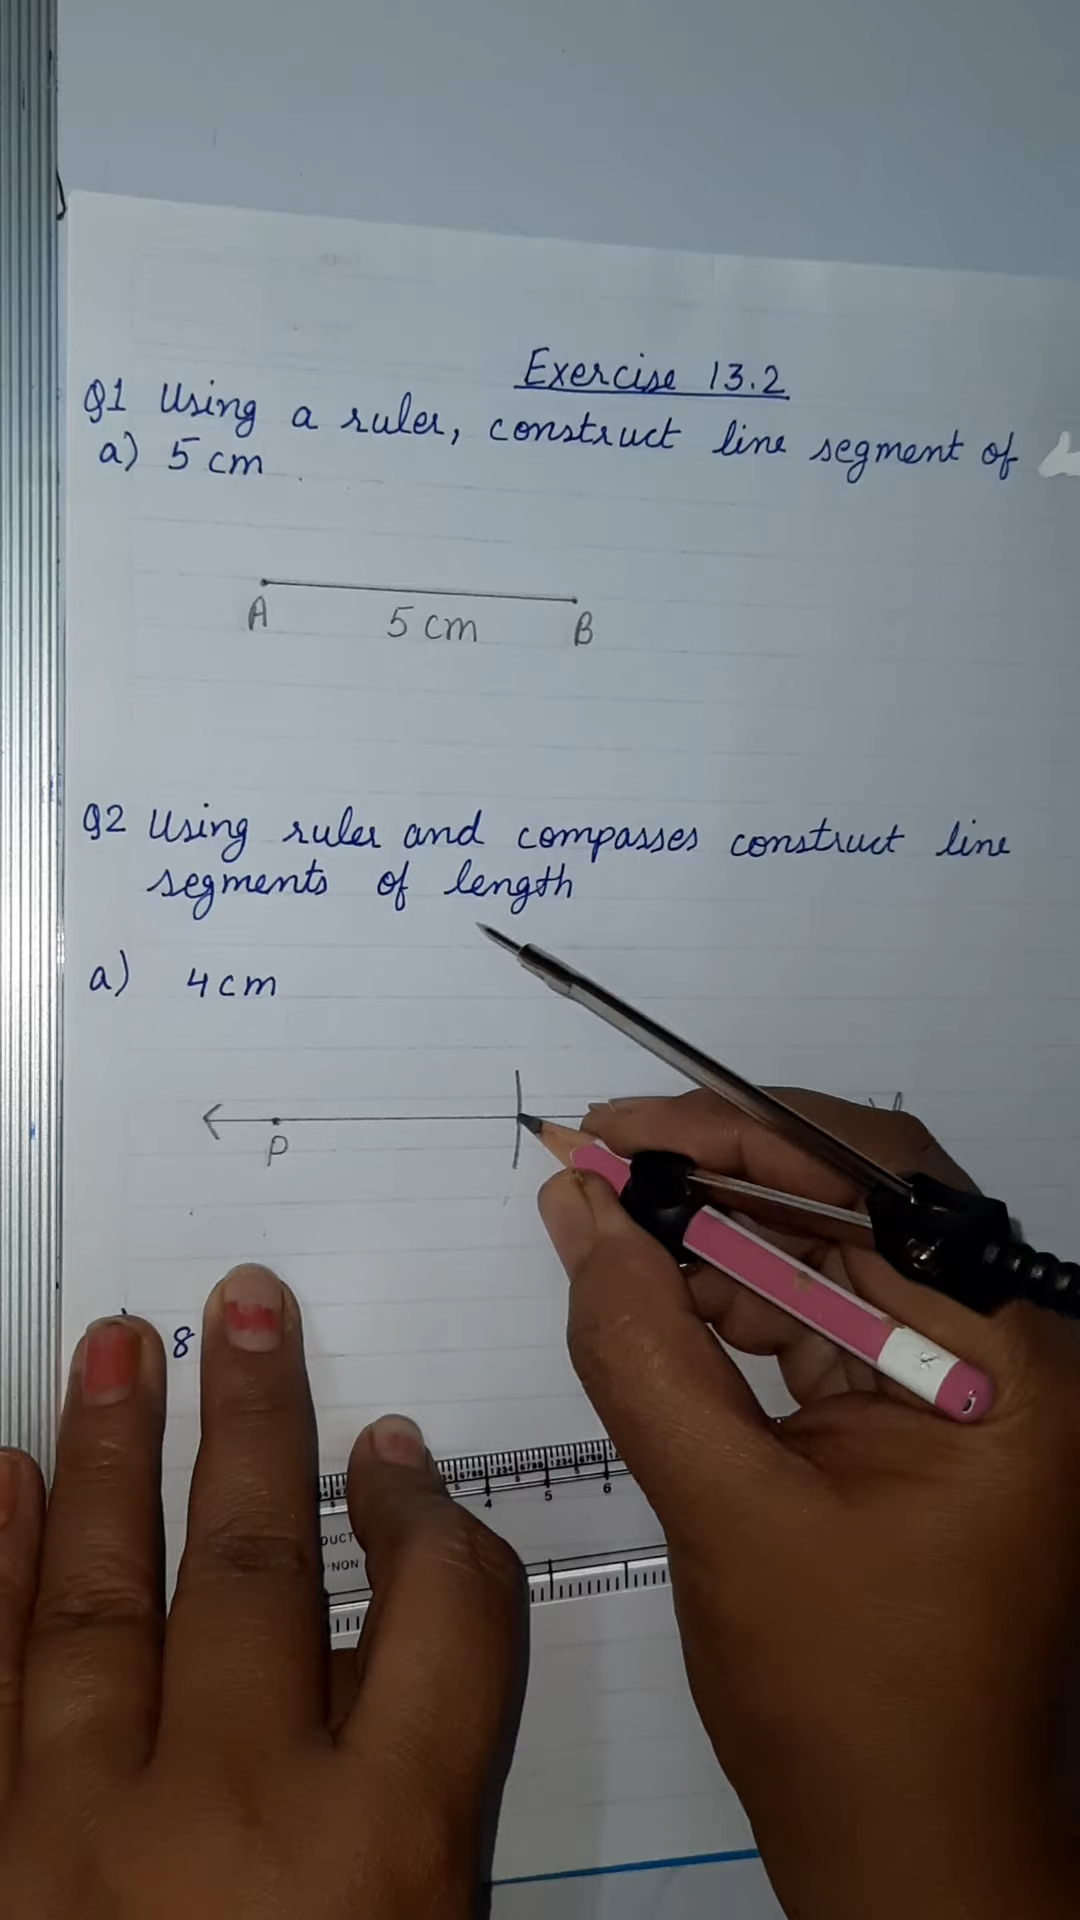 Exercise 13.2
Q1 Using a ruler, construct line segment of
a) 5 cm
A 5 cm B
Q2 Using ruler and compasses construct line
segments of length
a) 4 cm
P
8
4 5 6
NON